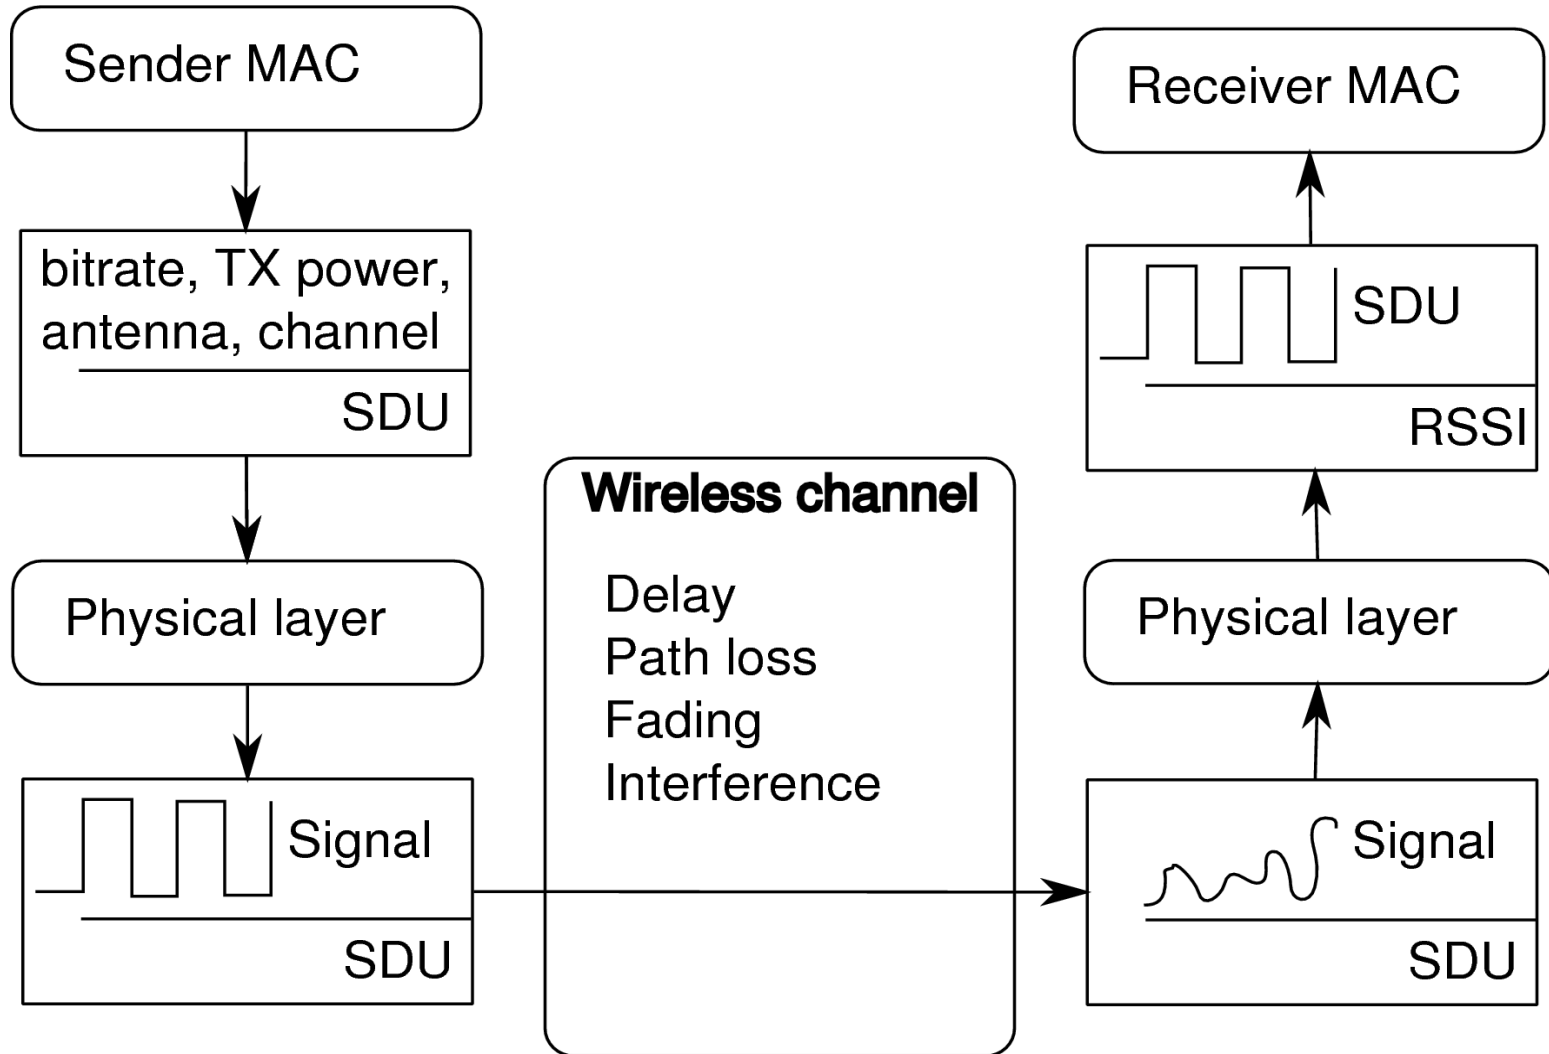 Sender MAC
bitrate, TX power,
antenna, channel
SDU
Physical layer
Signal
SDU
Wireless channel
Delay
Path loss
Fading
Interference
Receiver MAC
SDU
RSSI
Physical layer
Signal
SDU